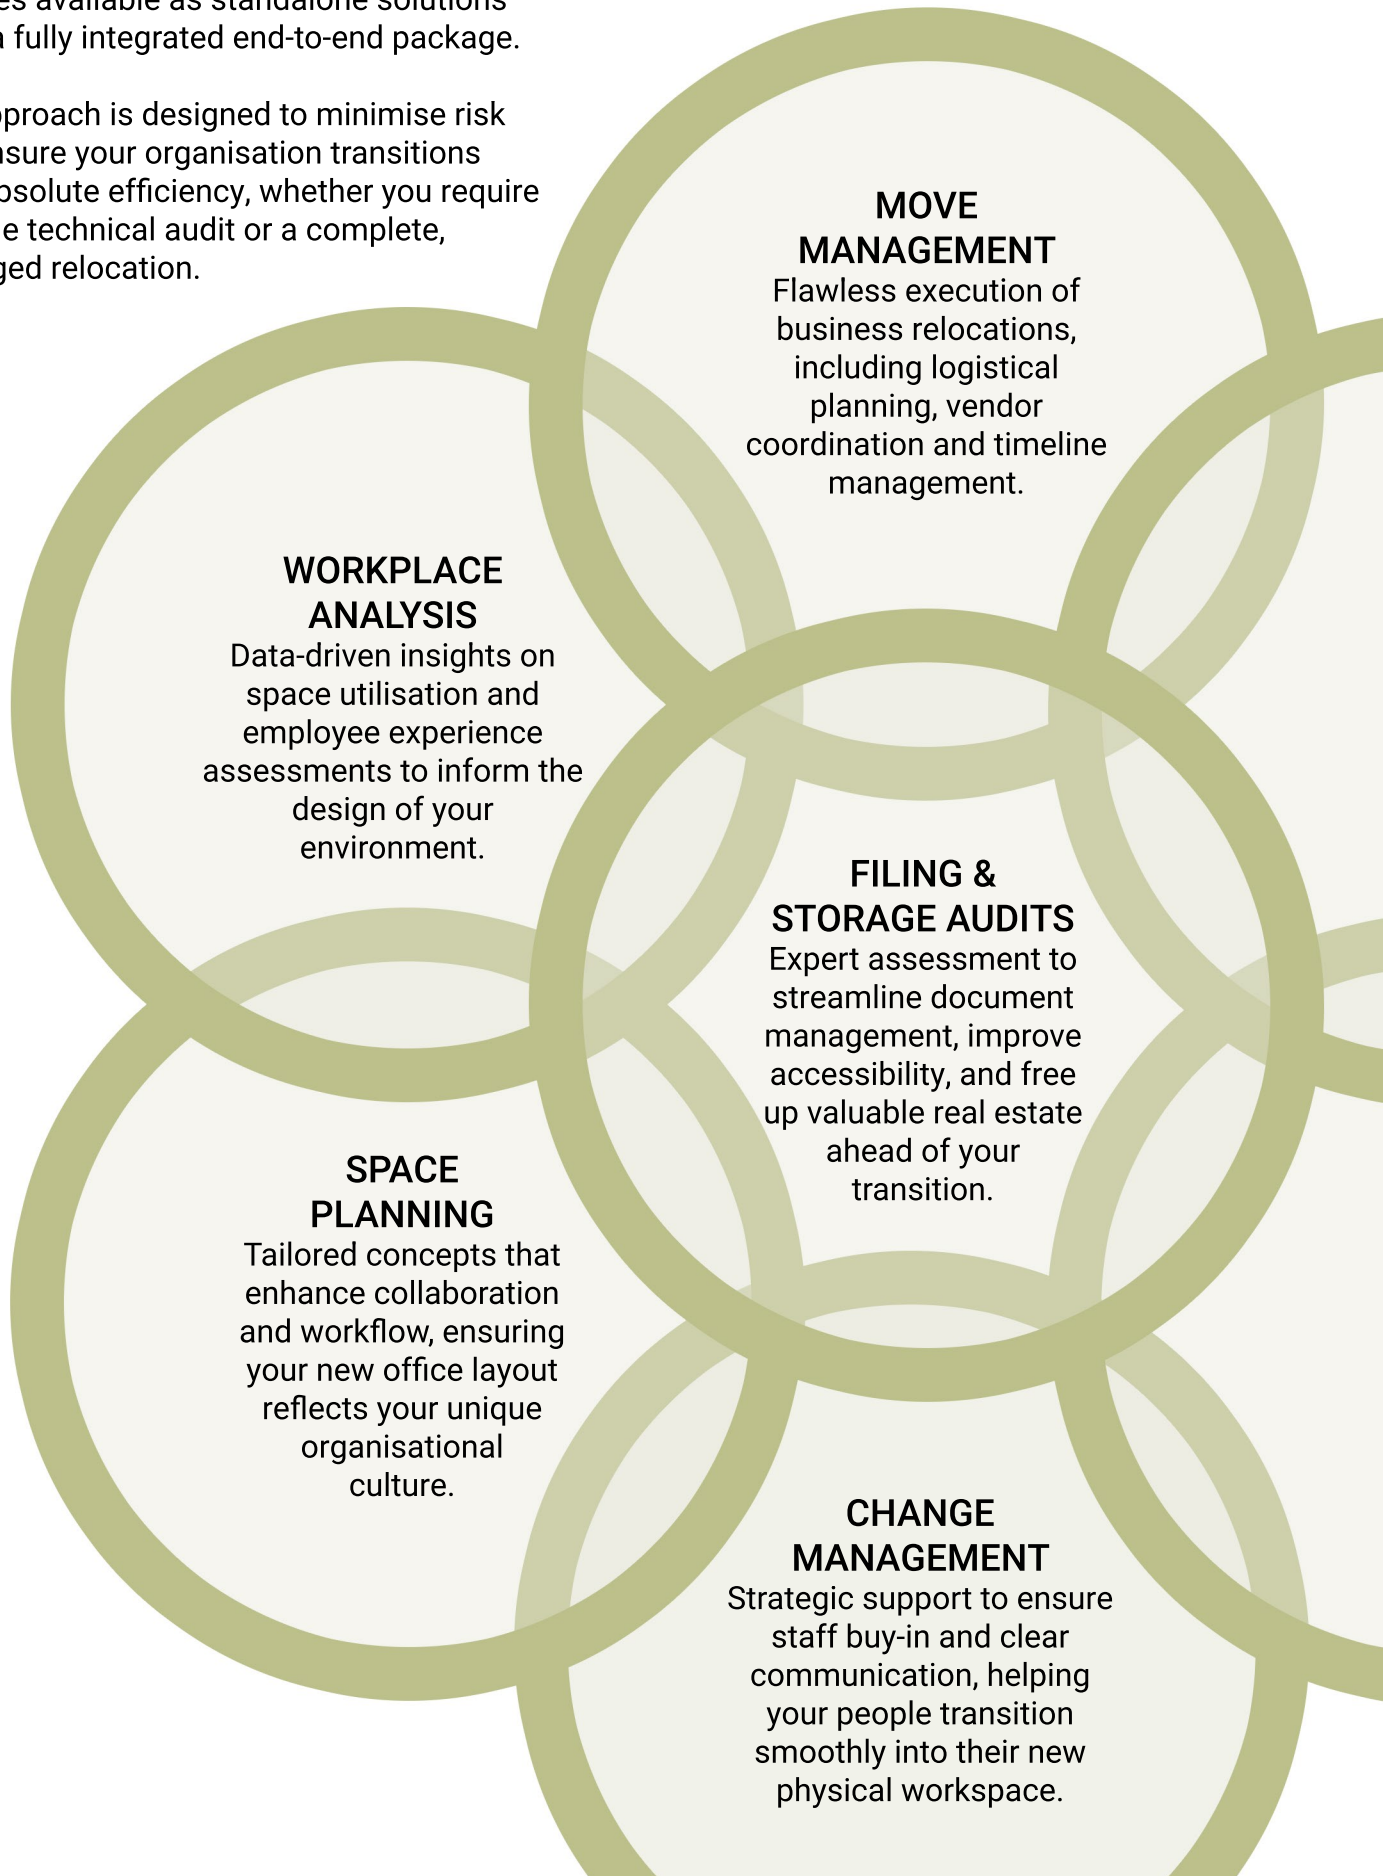 available as standalone solutions
fully integrated end-to-end package.
is designed to minimise risk
your organisation transitions
efficiency, whether you require
technical audit or a complete,
relocation.
MOVE
MANAGEMENT
Flawless execution of
business relocations,
including logistical
planning, vendor
coordination and timeline
management.
WORKPLACE
ANALYSIS
Data-driven insights on
space utilisation and
employee experience
assessments to inform the
design of your
environment.
FILING &
STORAGE AUDITS
Expert assessment to
streamline document
management, improve
accessibility, and free
up valuable real estate
ahead of your
transition.
SPACE
PLANNING
Tailored concepts that
enhance collaboration
and workflow, ensuring
your new office layout
reflects your unique
organisational
culture.
CHANGE
MANAGEMENT
Strategic support to ensure
staff buy-in and clear
communication, helping
your people transition
smoothly into their new
physical workspace.